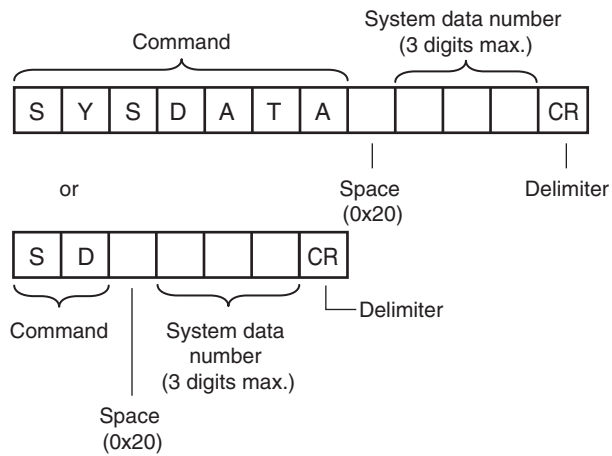 System data number
(3 digits max.)
Command
S Y S D A T A CR
or
Space
(0x20)
Delimiter
S D CR
Delimiter
Command
System data
number
(3 digits max.)
Space
(0x20)